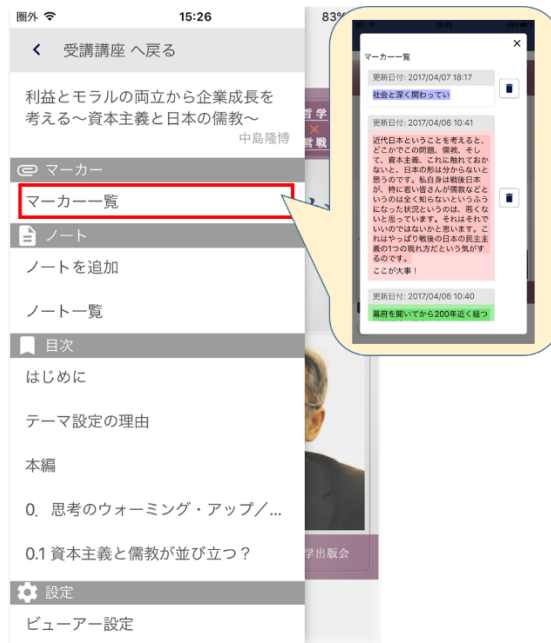 圏外
15:26
83%
受講講座 へ戻る
利益とモラルの両立から企業成長を
考える～資本主義と日本の儒教～
中島隆博
マーカー
マーカー一覧
ノート
ノートを追加
ノート一覧
目次
はじめに
テーマ設定の理由
本編
0．思考のウォーミング・アップ／...
0.1 資本主義と儒教が並び立つ？
設定
ビューアー設定
哲学
×
営戦
学出版会
×
マーカー一覧
更新日付: 2017/04/07 18:17
社会と深く関わってい
更新日付: 2017/04/06 10:41
近代日本ということを考えると、
どこかでこの問題、儒教、そし
て、資本主義、これに触れておか
ないと、日本の形は分からないと
思うのです。私自身は戦後日本
が、特に若い皆さんが儒教などと
いうのは全く知らないというふう
になった状況というのは、悪くな
いと思っています。それはそれで
いいのではないかと思います。こ
れはやっぱり戦後の日本の民主主
義の1つの現れ方だという気がす
るのです。
ここが大事！
更新日付: 2017/04/06 10:40
幕府を開いてから200年近く経つ